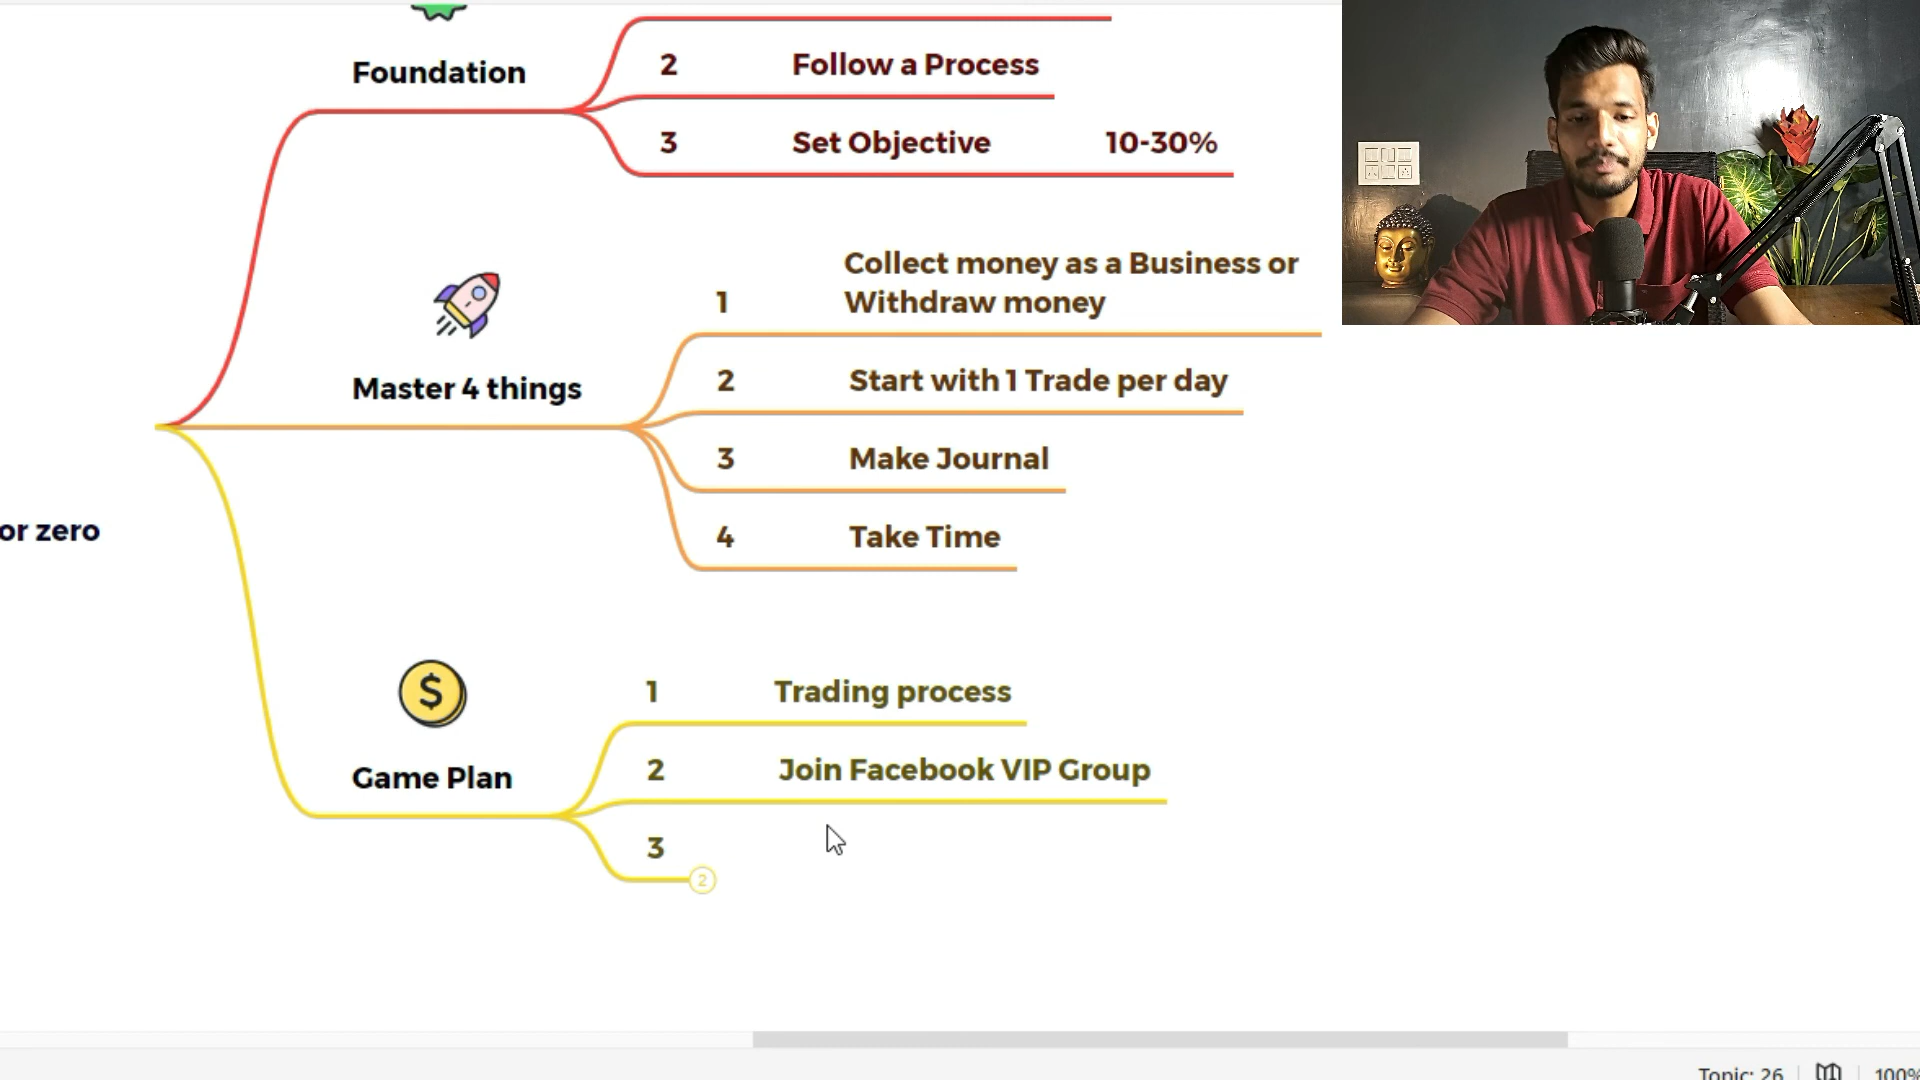 Foundation
2 Follow a Process
3 Set Objective 10-30%
Collect money as a Business or
1 Withdraw money
Master 4 things
2 Start with 1 Trade per day
3 Make Journal
4 Take Time
or zero
Game Plan
1 Trading process
2 Join Facebook VIP Group
3
2
Topic: 26
100%